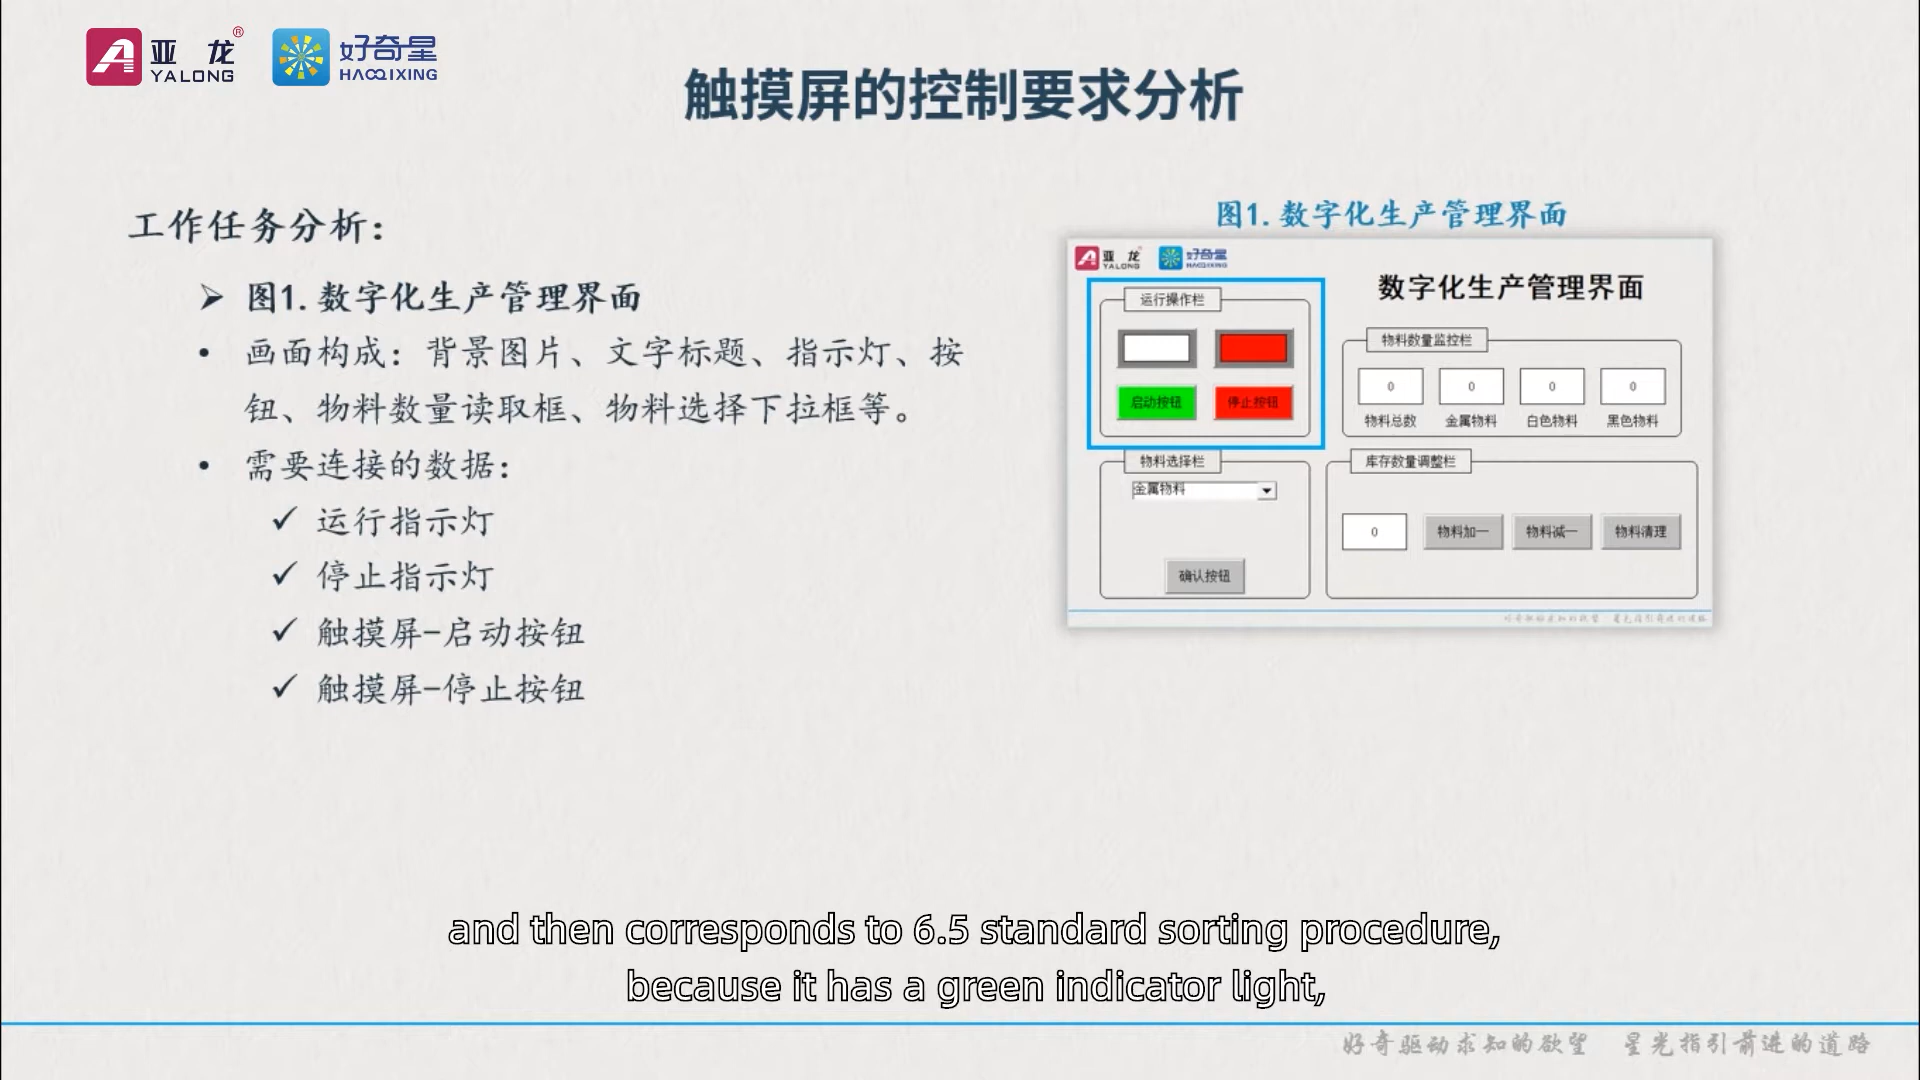 亚 龙®
YALONG
好奇星
HAOQIXING
触摸屏的控制要求分析
工作任务分析：
➢ 图1.数字化生产管理界面
• 画面构成：背景图片、文字标题、指示灯、按
钮、物料数量读取框、物料选择下拉框等。
• 需要连接的数据：
✓ 运行指示灯
✓ 停止指示灯
✓ 触摸屏-启动按钮
✓ 触摸屏-停止按钮
图1.数字化生产管理界面
亚 龙
YALONG
好奇星
HAOQIXING
数字化生产管理界面
运行操作栏
启动按钮 停止按钮
物料数量监控栏
0 0 0 0
物料总数 金属物料 白色物料 黑色物料
物料选择栏
金属物料
确认按钮
库存数量调整栏
0 物料加一 物料减一 物料清理
and then corresponds to 6.5 standard sorting procedure,
because it has a green indicator light,
好奇驱动求知的欲望 星光指引前进的道路